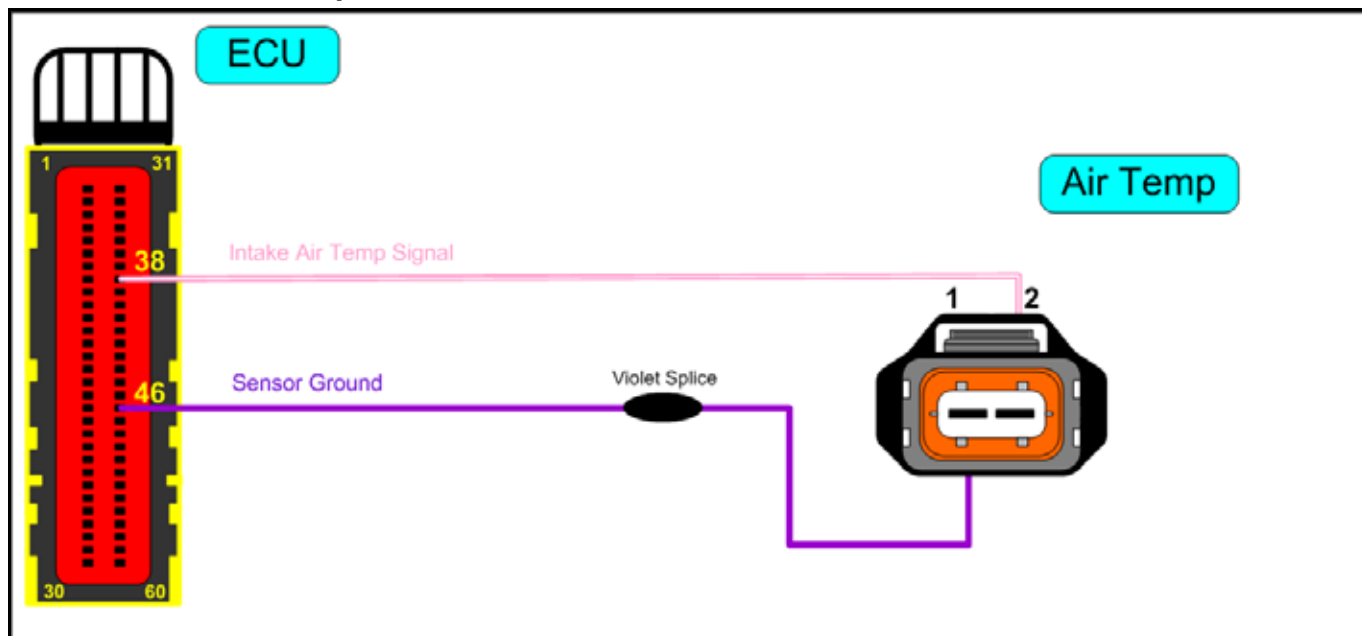 ECU
1 31
Air Temp
Intake Air Temp Signal
38
1 2
46
Sensor Ground
Violet Splice
30 60